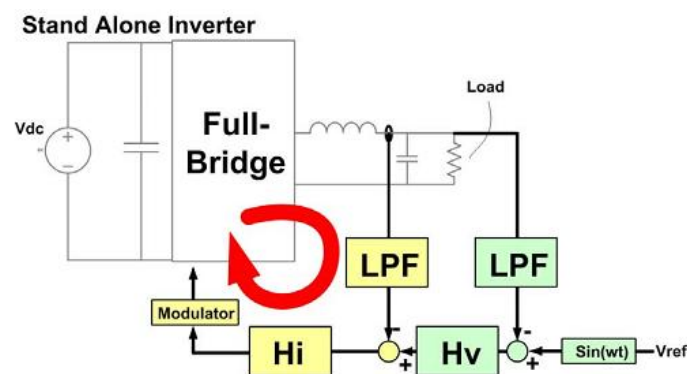 Stand Alone Inverter
Load
Vdc
+
−
Full-
Bridge
LPF
LPF
Modulator
-
-
Hi
+
Hv
+
Sin(wt)
Vref